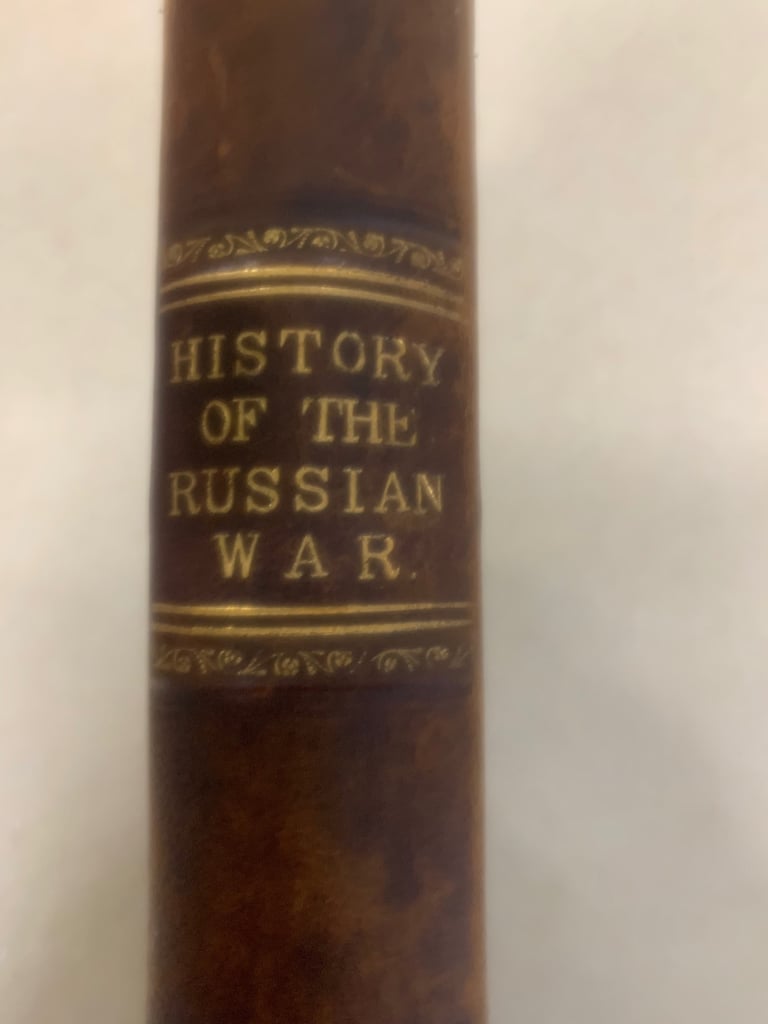 HISTORY
OF THE
RUSSIAN
WAR.